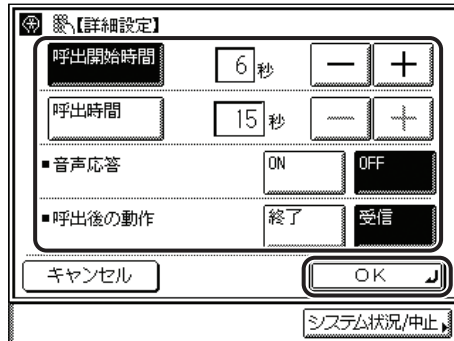 【詳細設定】
呼出開始時間 6 秒 − +
呼出時間 15 秒 − +
■音声応答 ON OFF
■呼出後の動作 終了 受信
キャンセル OK
システム状況/中止